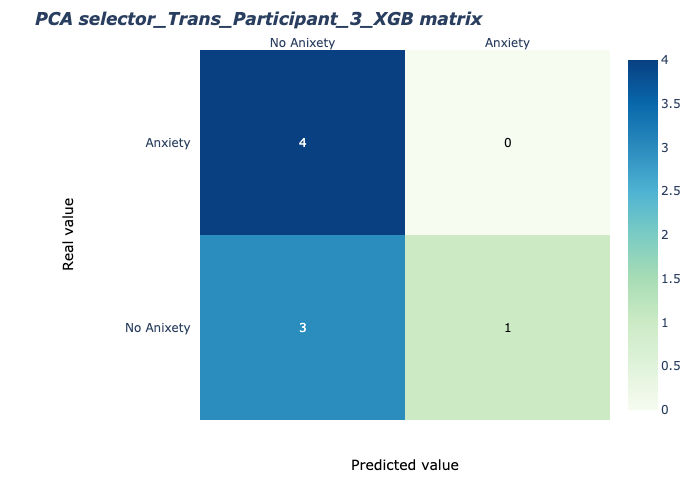 PCA selector_Trans_Participant_3_XGB matrix
No Anixety Anxiety
4
Anxiety 4 0
3.5
3
Real value
2.5
2
1.5
No Anixety 3 1
1
0.5
0
Predicted value